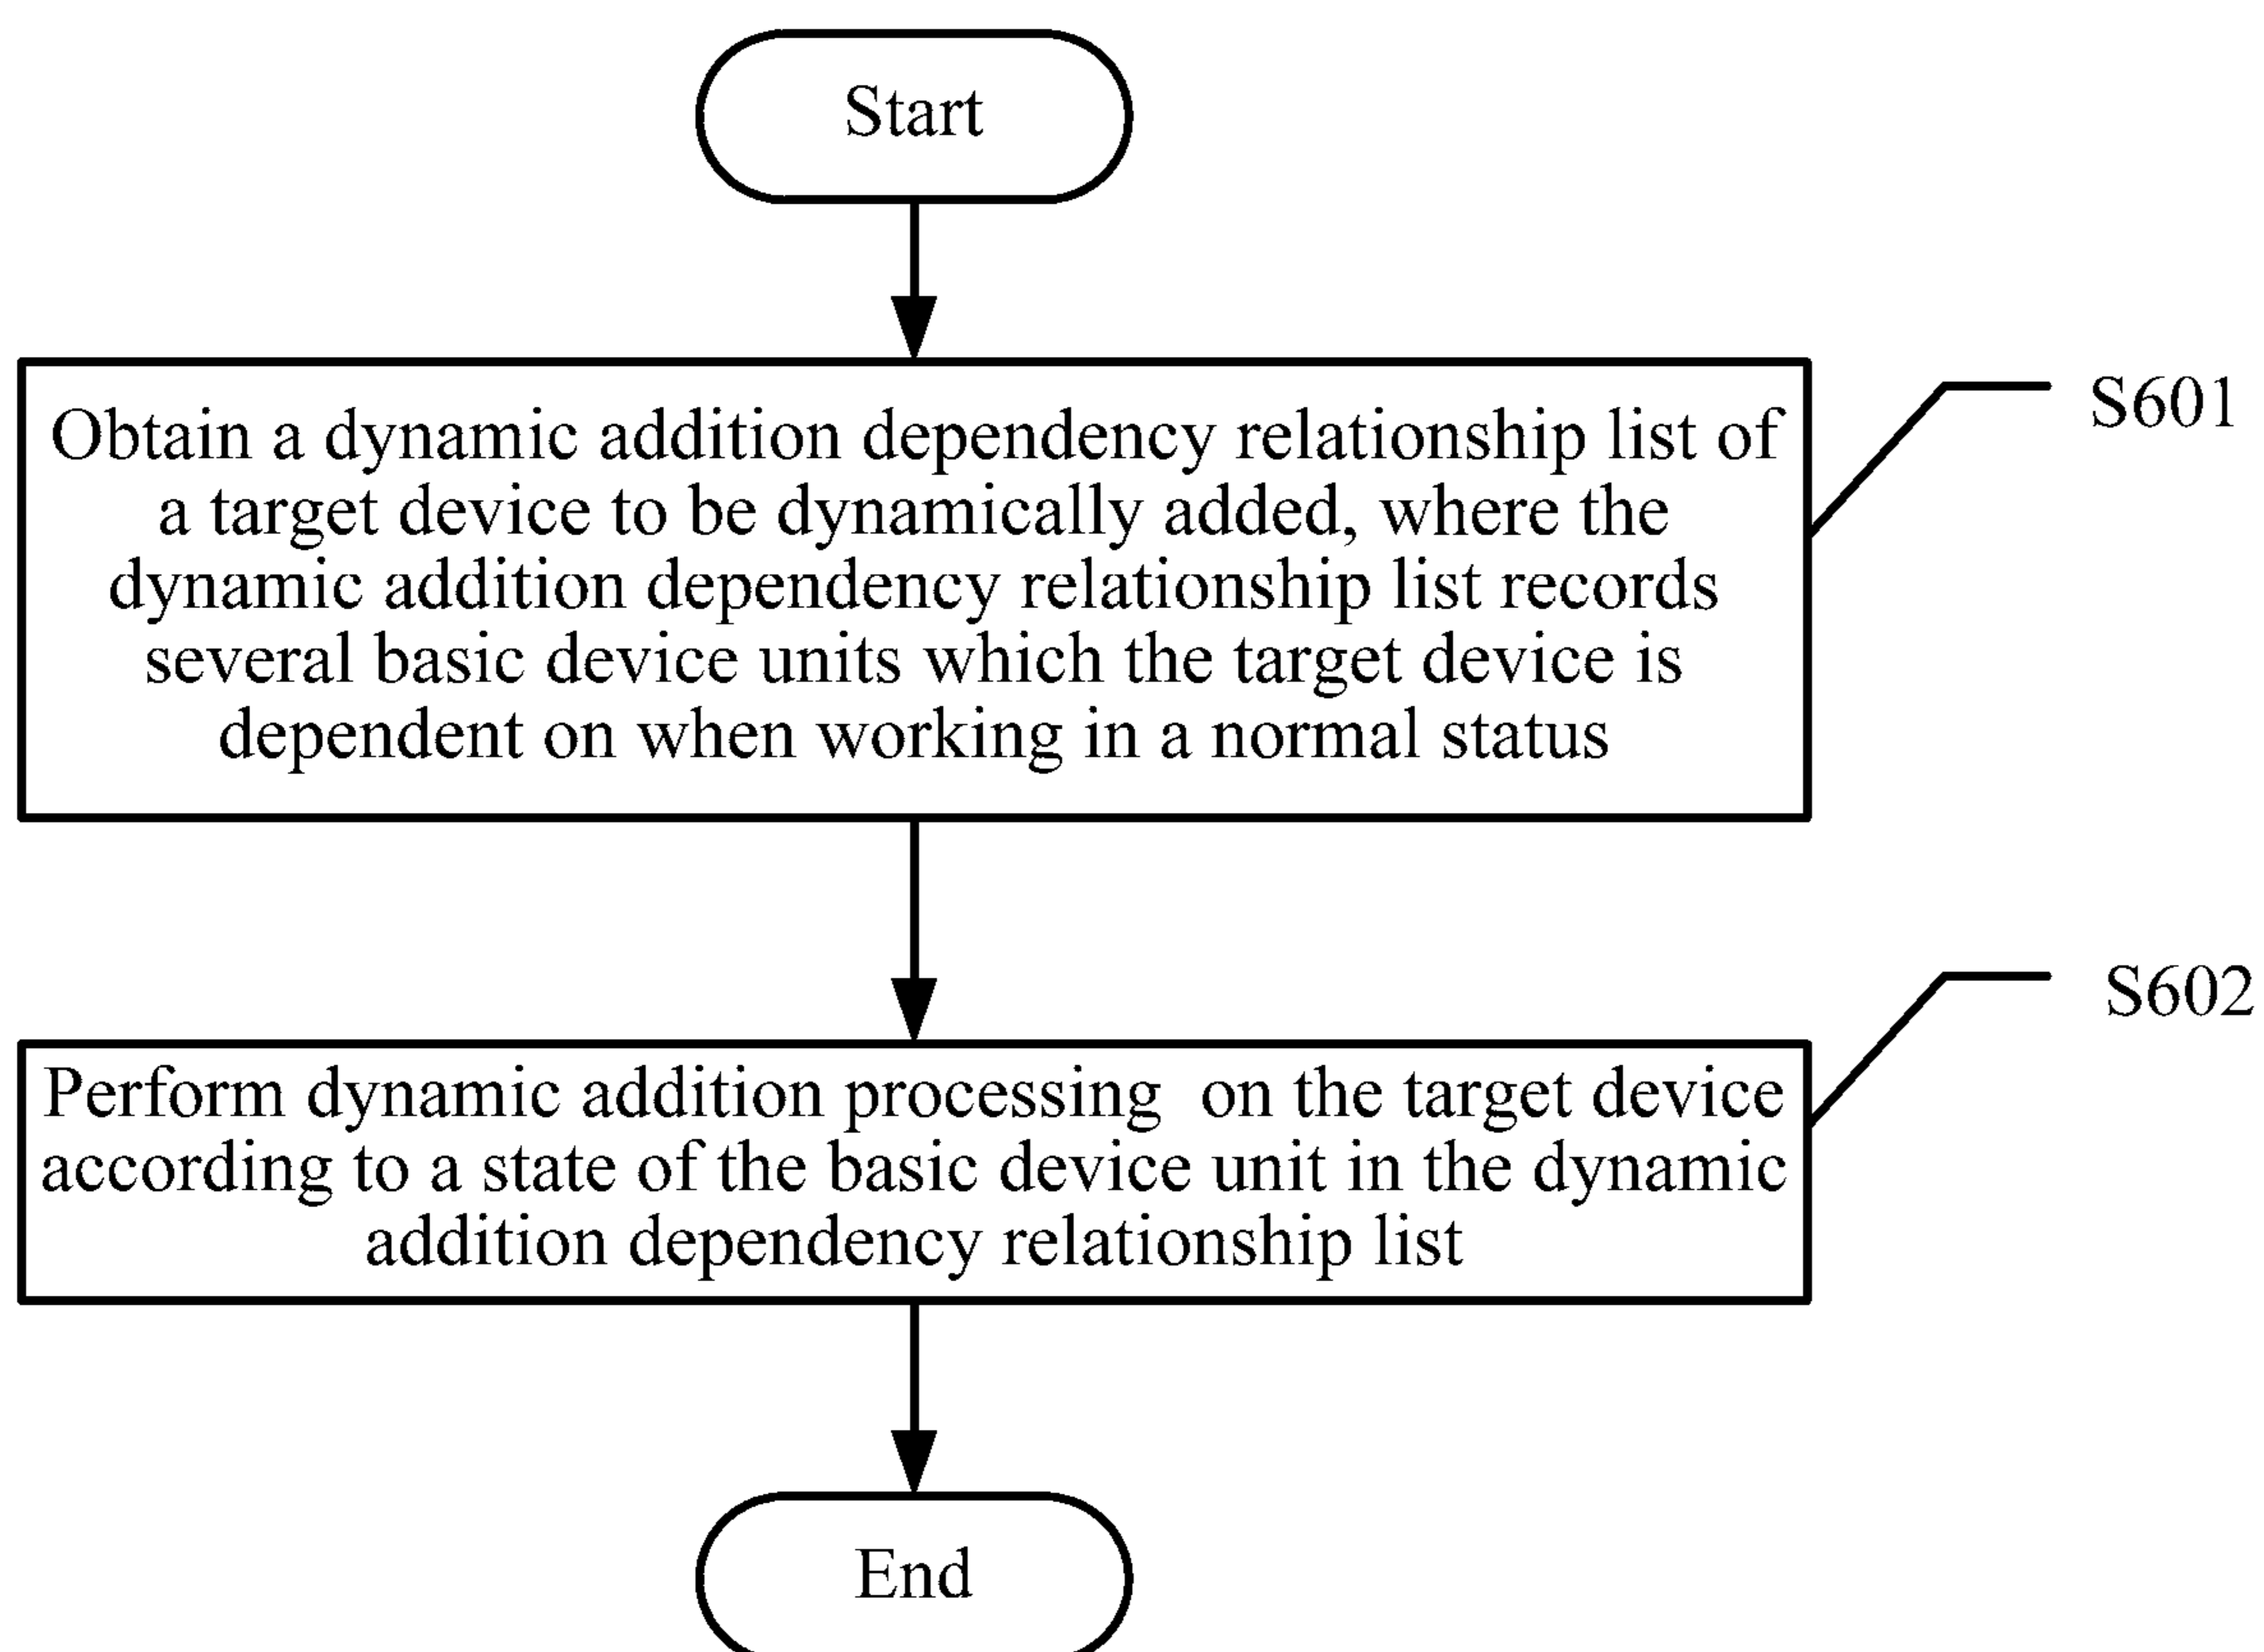 Start
Obtain a dynamic addition dependency relationship list of
a target device to be dynamically added, where the
dynamic addition dependency relationship list records
several basic device units which the target device is
dependent on when working in a normal status
S601
Perform dynamic addition processing on the target device
according to a state of the basic device unit in the dynamic
addition dependency relationship list
S602
End